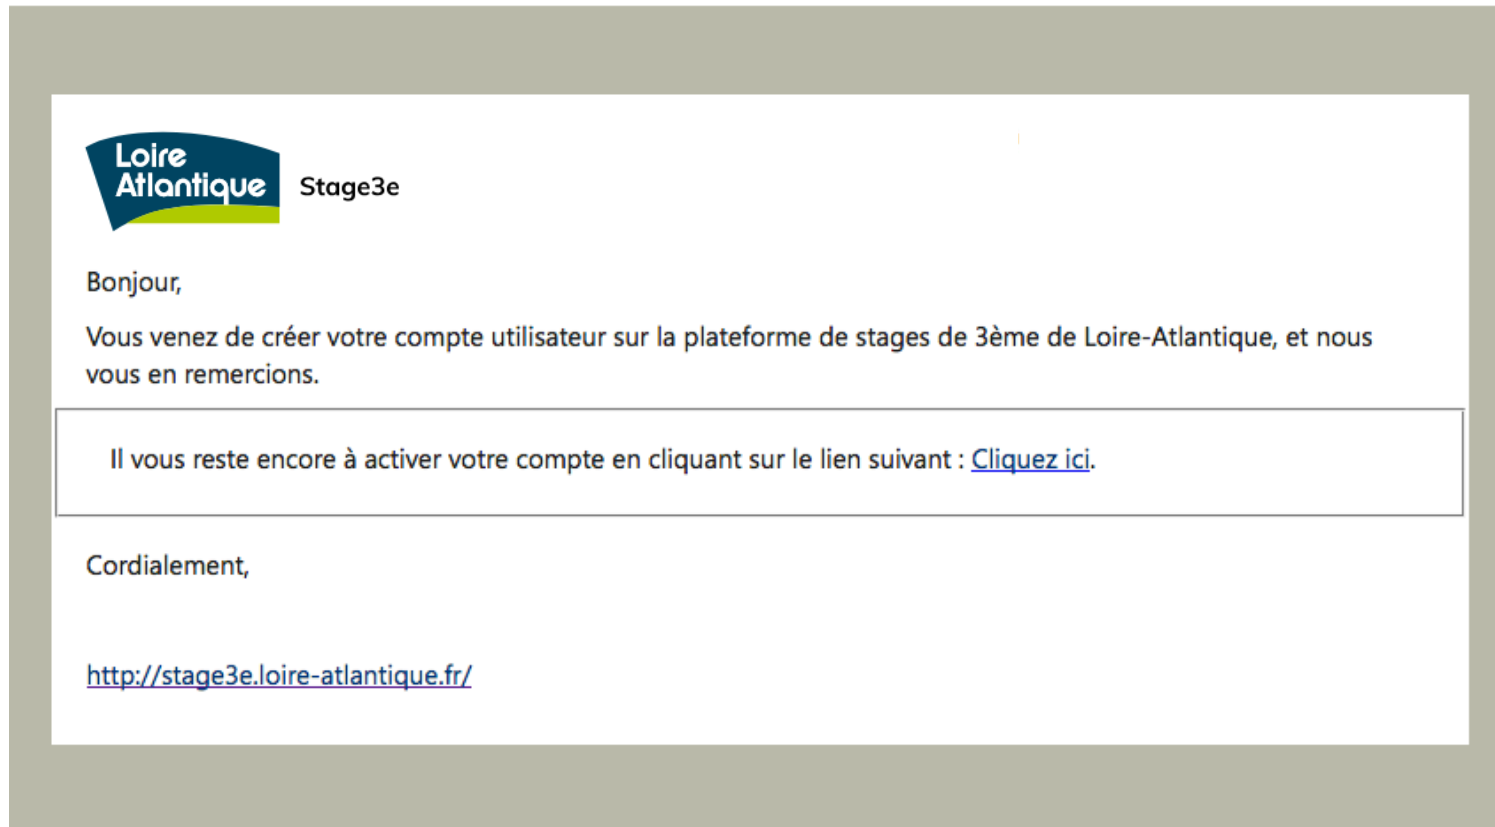 Loire
Atlantique
Stage3e
Bonjour,
Vous venez de créer votre compte utilisateur sur la plateforme de stages de 3ème de Loire-Atlantique, et nous
vous en remercions.
Il vous reste encore à activer votre compte en cliquant sur le lien suivant : Cliquez ici.
Cordialement,
http://stage3e.loire-atlantique.fr/